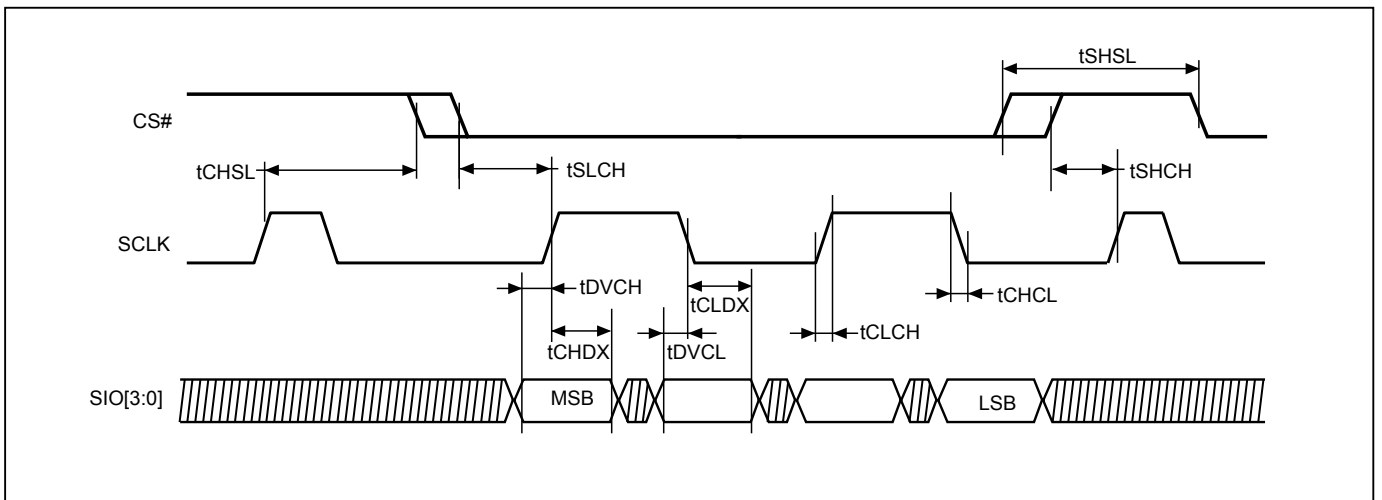 tSHSL
CS#
tCHSL
tSLCH
tSHCH
SCLK
tDVCH
tCLDX
tCHCL
tCHDX
tDVCL
tCLCH
SIO[3:0]
MSB
LSB